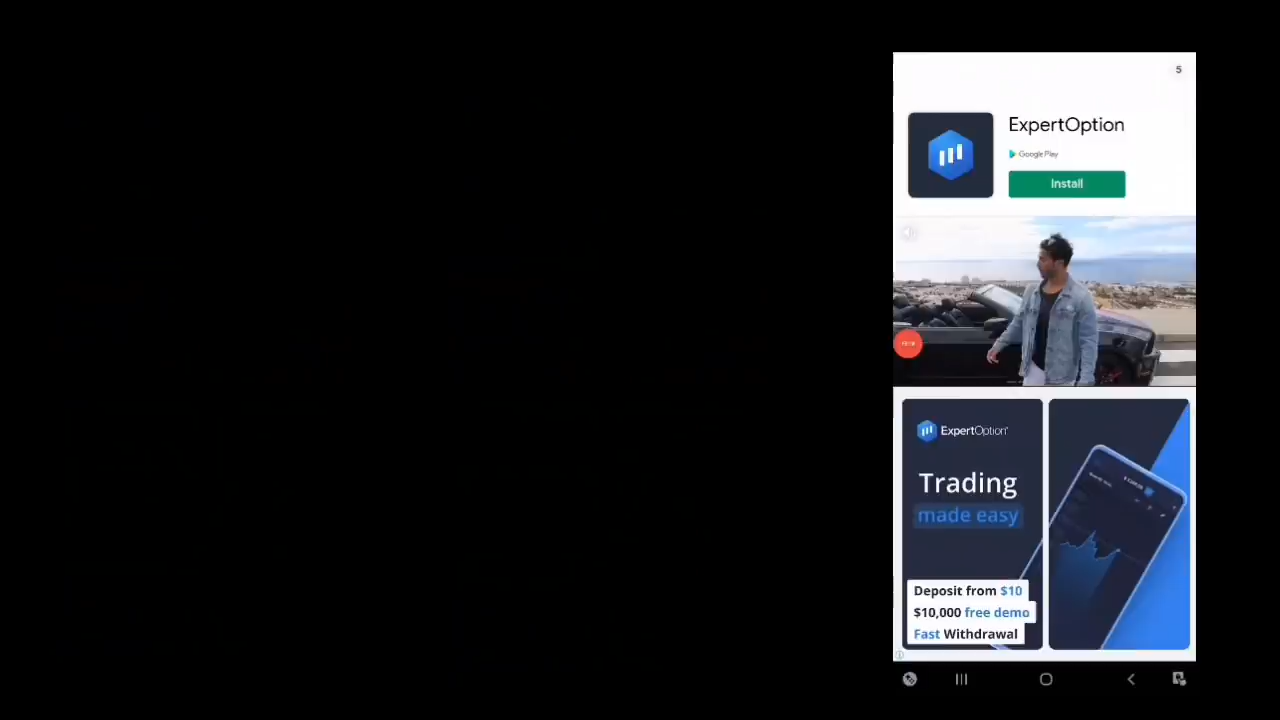 5
ExpertOption
Google Play
Install
ExpertOption
Trading
made easy
Deposit from $10
$10,000 free demo
Fast Withdrawal